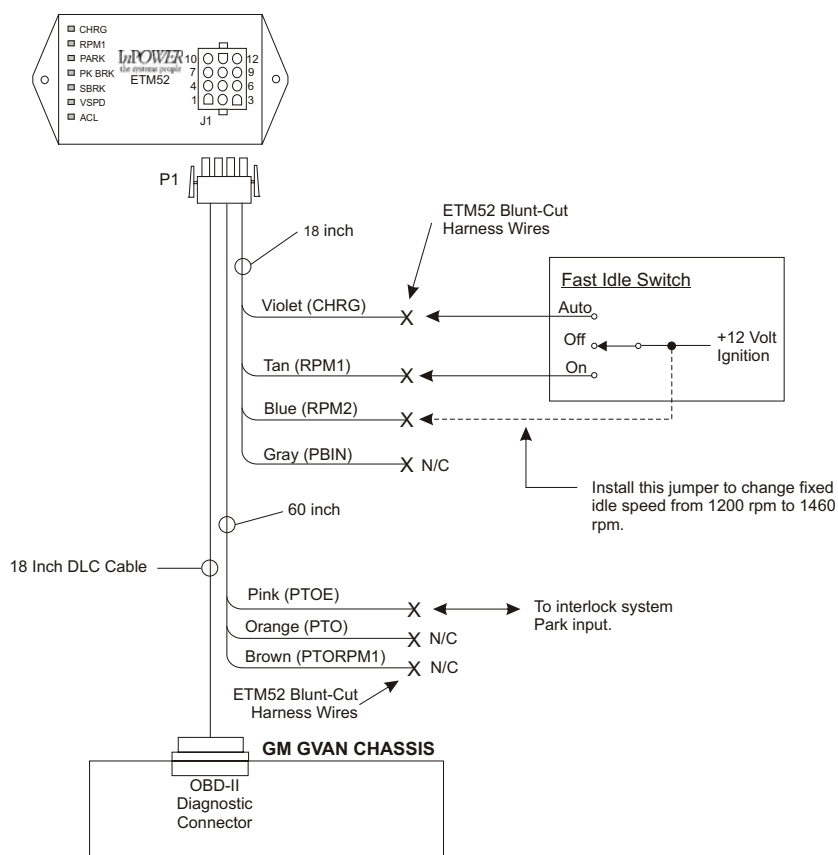 CHRG
RPM1
PARK
PK BRK
SBRK
VSPD
ACL
InPOWER
the systems people
ETM52
10
12
7
9
4
6
1
3
J1
P1
18 inch
ETM52 Blunt-Cut
Harness Wires
Fast Idle Switch
Violet (CHRG)
X
Auto
Off
+12 Volt
Ignition
On
Tan (RPM1)
X
Blue (RPM2)
X
Gray (PBIN)
X N/C
Install this jumper to change fixed
idle speed from 1200 rpm to 1460
rpm.
60 inch
18 Inch DLC Cable
Pink (PTOE)
X
To interlock system
Park input.
Orange (PTO)
X N/C
Brown (PTORPM1)
X N/C
ETM52 Blunt-Cut
Harness Wires
GM GVAN CHASSIS
OBD-II
Diagnostic
Connector